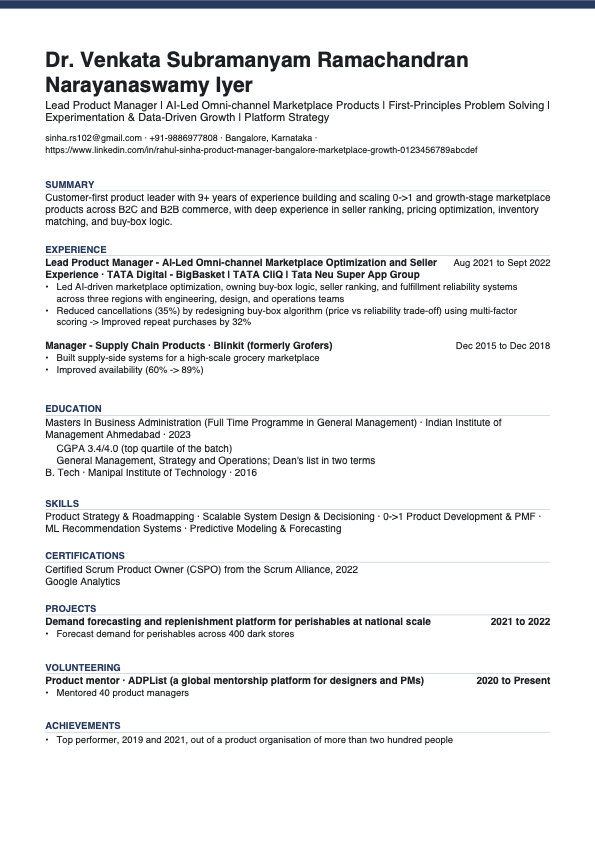 Dr. Venkata Subramanyam Ramachandran
Narayanaswamy Iyer
Lead Product Manager | AI-Led Omni-channel Marketplace Products | First-Principles Problem Solving |
Experimentation & Data-Driven Growth | Platform Strategy
sinha.rs102@gmail.com · +91-9886977808 · Bangalore, Karnataka ·
https://www.linkedin.com/in/rahul-sinha-product-manager-bangalore-marketplace-growth-0123456789abcdef
SUMMARY
Customer-first product leader with 9+ years of experience building and scaling 0->1 and growth-stage marketplace
products across B2C and B2B commerce, with deep experience in seller ranking, pricing optimization, inventory
matching, and buy-box logic.
EXPERIENCE
Lead Product Manager - AI-Led Omni-channel Marketplace Optimization and Seller Aug 2021 to Sept 2022
Experience · TATA Digital - BigBasket | TATA CliQ | Tata Neu Super App Group
• Led AI-driven marketplace optimization, owning buy-box logic, seller ranking, and fulfillment reliability systems
across three regions with engineering, design, and operations teams
• Reduced cancellations (35%) by redesigning buy-box algorithm (price vs reliability trade-off) using multi-factor
scoring -> Improved repeat purchases by 32%
Manager - Supply Chain Products · Blinkit (formerly Grofers) Dec 2015 to Dec 2018
• Built supply-side systems for a high-scale grocery marketplace
• Improved availability (60% -> 89%)
EDUCATION
Masters In Business Administration (Full Time Programme in General Management) · Indian Institute of
Management Ahmedabad · 2023
CGPA 3.4/4.0 (top quartile of the batch)
General Management, Strategy and Operations; Dean's list in two terms
B. Tech · Manipal Institute of Technology · 2016
SKILLS
Product Strategy & Roadmapping · Scalable System Design & Decisioning · 0->1 Product Development & PMF ·
ML Recommendation Systems · Predictive Modeling & Forecasting
CERTIFICATIONS
Certified Scrum Product Owner (CSPO) from the Scrum Alliance, 2022
Google Analytics
PROJECTS
Demand forecasting and replenishment platform for perishables at national scale 2021 to 2022
• Forecast demand for perishables across 400 dark stores
VOLUNTEERING
Product mentor · ADPList (a global mentorship platform for designers and PMs) 2020 to Present
• Mentored 40 product managers
ACHIEVEMENTS
• Top performer, 2019 and 2021, out of a product organisation of more than two hundred people